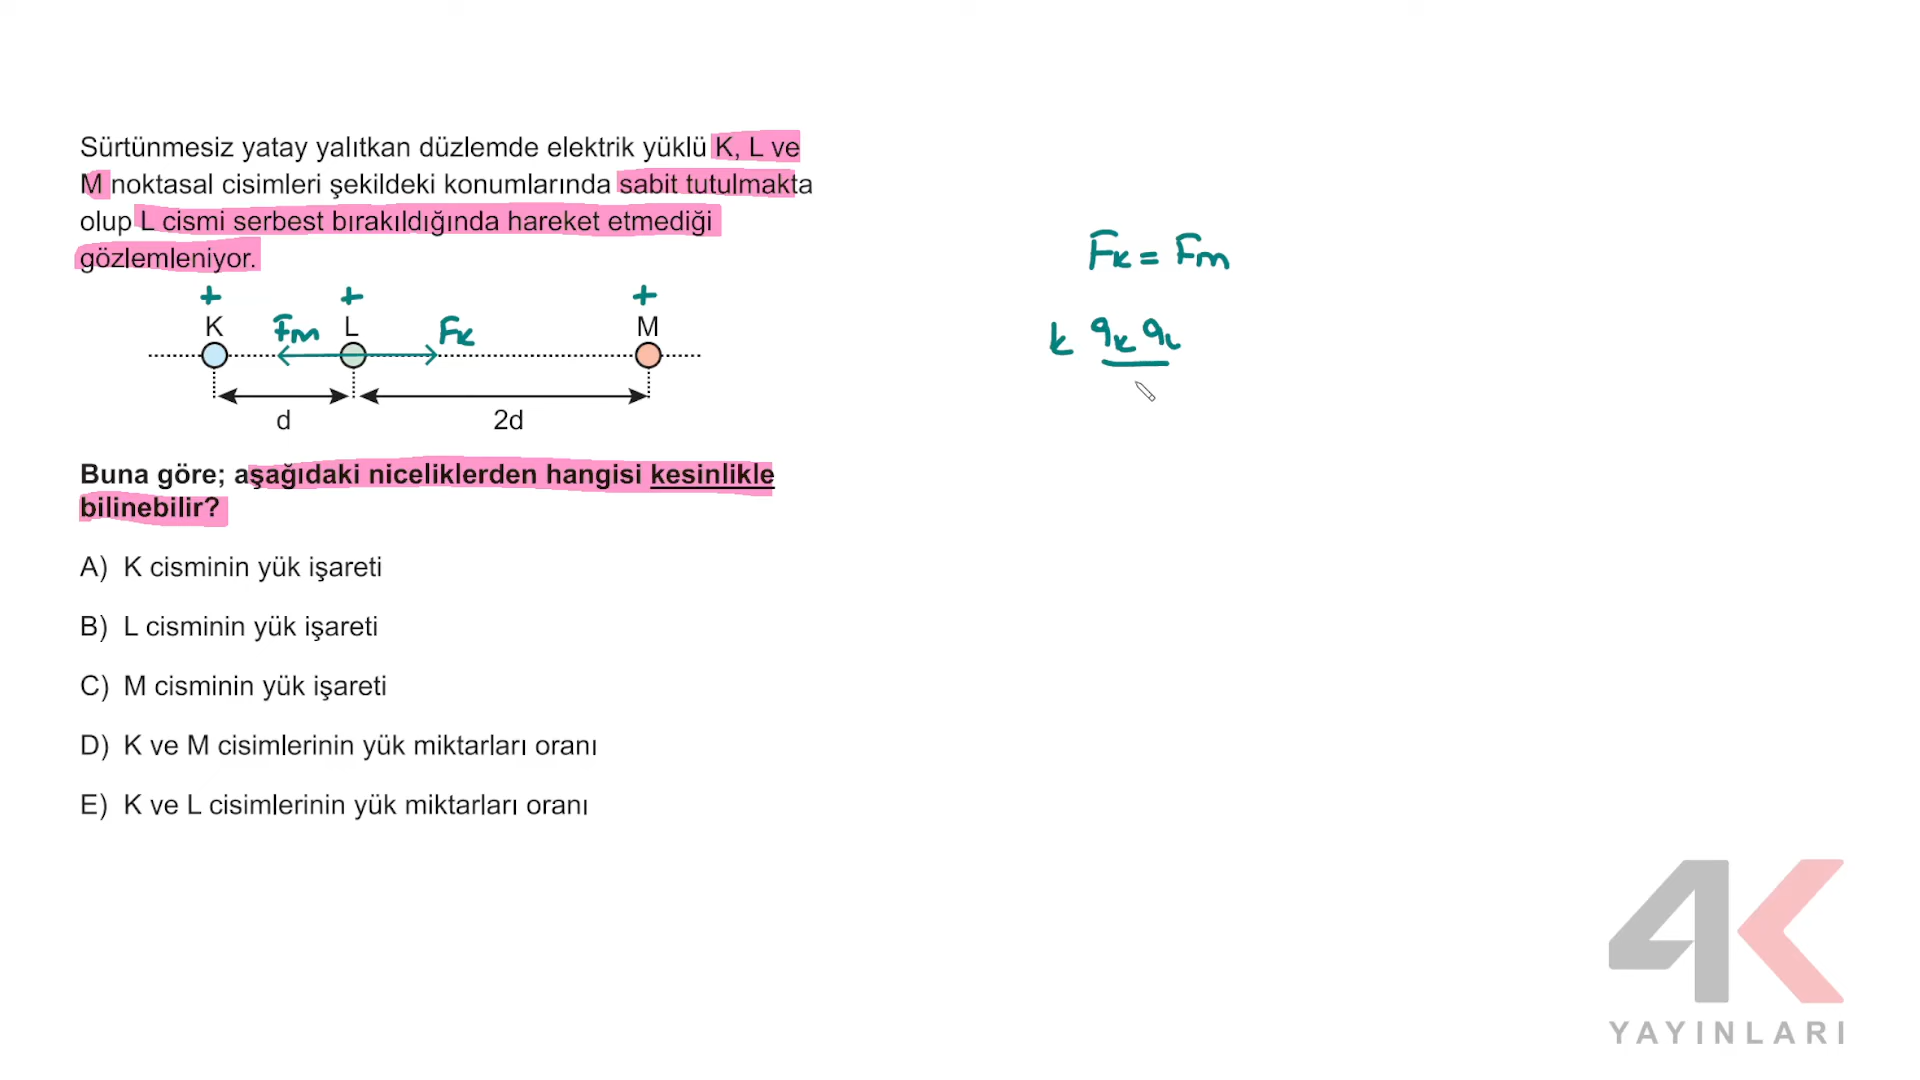 Sürtünmesiz yatay yalıtkan düzlemde elektrik yüklü K, L ve
M noktasal cisimleri şekildeki konumlarında sabit tutulmakta
olup L cismi serbest bırakıldığında hareket etmediği
gözlemleniyor.
+ + +
K Fm L FK M
d 2d
FK = Fm
k qK qL
Buna göre; aşağıdaki niceliklerden hangisi kesinlikle
bilinebilir?
A) K cisminin yük işareti
B) L cisminin yük işareti
C) M cisminin yük işareti
D) K ve M cisimlerinin yük miktarları oranı
E) K ve L cisimlerinin yük miktarları oranı
4K
YAYINLARI